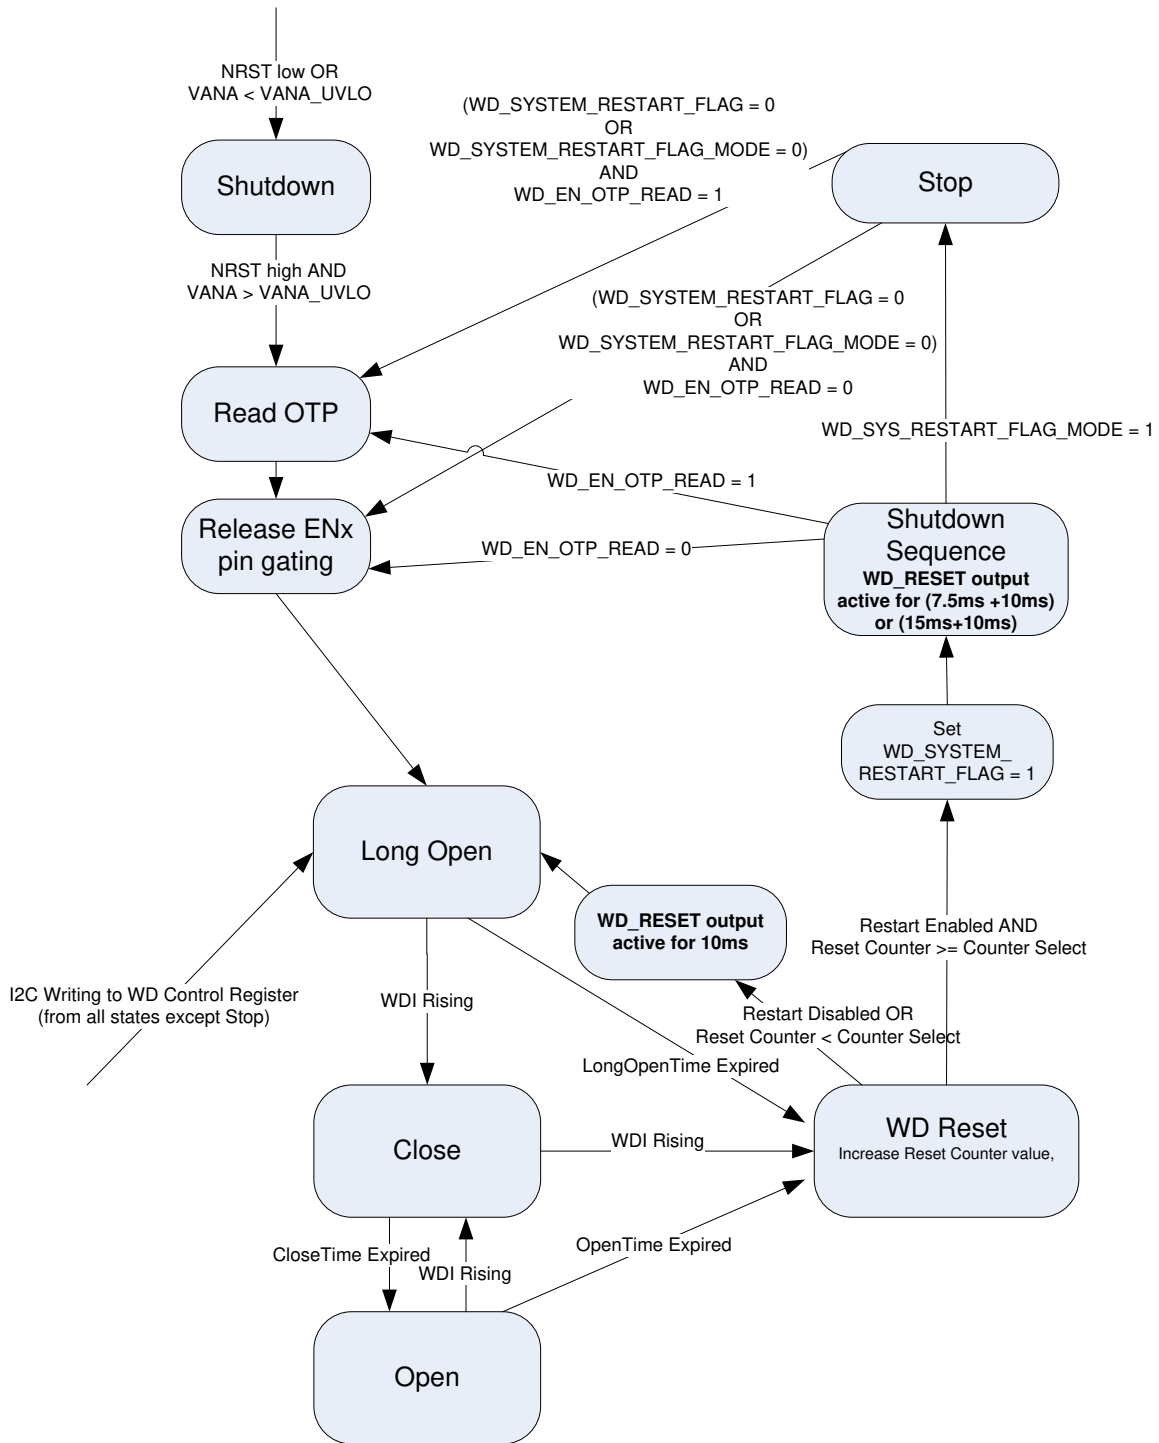 NRST low OR
VANA < VANA_UVLO
Shutdown
NRST high AND
VANA > VANA_UVLO
(WD_SYSTEM_RESTART_FLAG = 0
OR
WD_SYSTEM_RESTART_FLAG_MODE = 0)
AND
WD_EN_OTP_READ = 1
Stop
(WD_SYSTEM_RESTART_FLAG = 0
OR
WD_SYSTEM_RESTART_FLAG_MODE = 0)
AND
WD_EN_OTP_READ = 0
Read OTP
WD_SYS_RESTART_FLAG_MODE = 1
WD_EN_OTP_READ = 1
Release ENx
pin gating
WD_EN_OTP_READ = 0
Shutdown
Sequence
WD_RESET output
active for (7.5ms +10ms)
or (15ms+10ms)
Set
WD_SYSTEM_
RESTART_FLAG = 1
Long Open
WD_RESET output
active for 10ms
Restart Enabled AND
Reset Counter >= Counter Select
I2C Writing to WD Control Register
(from all states except Stop)
WDI Rising
Restart Disabled OR
Reset Counter < Counter Select
LongOpenTime Expired
Close
WDI Rising
WD Reset
Increase Reset Counter value,
CloseTime Expired
WDI Rising
OpenTime Expired
Open